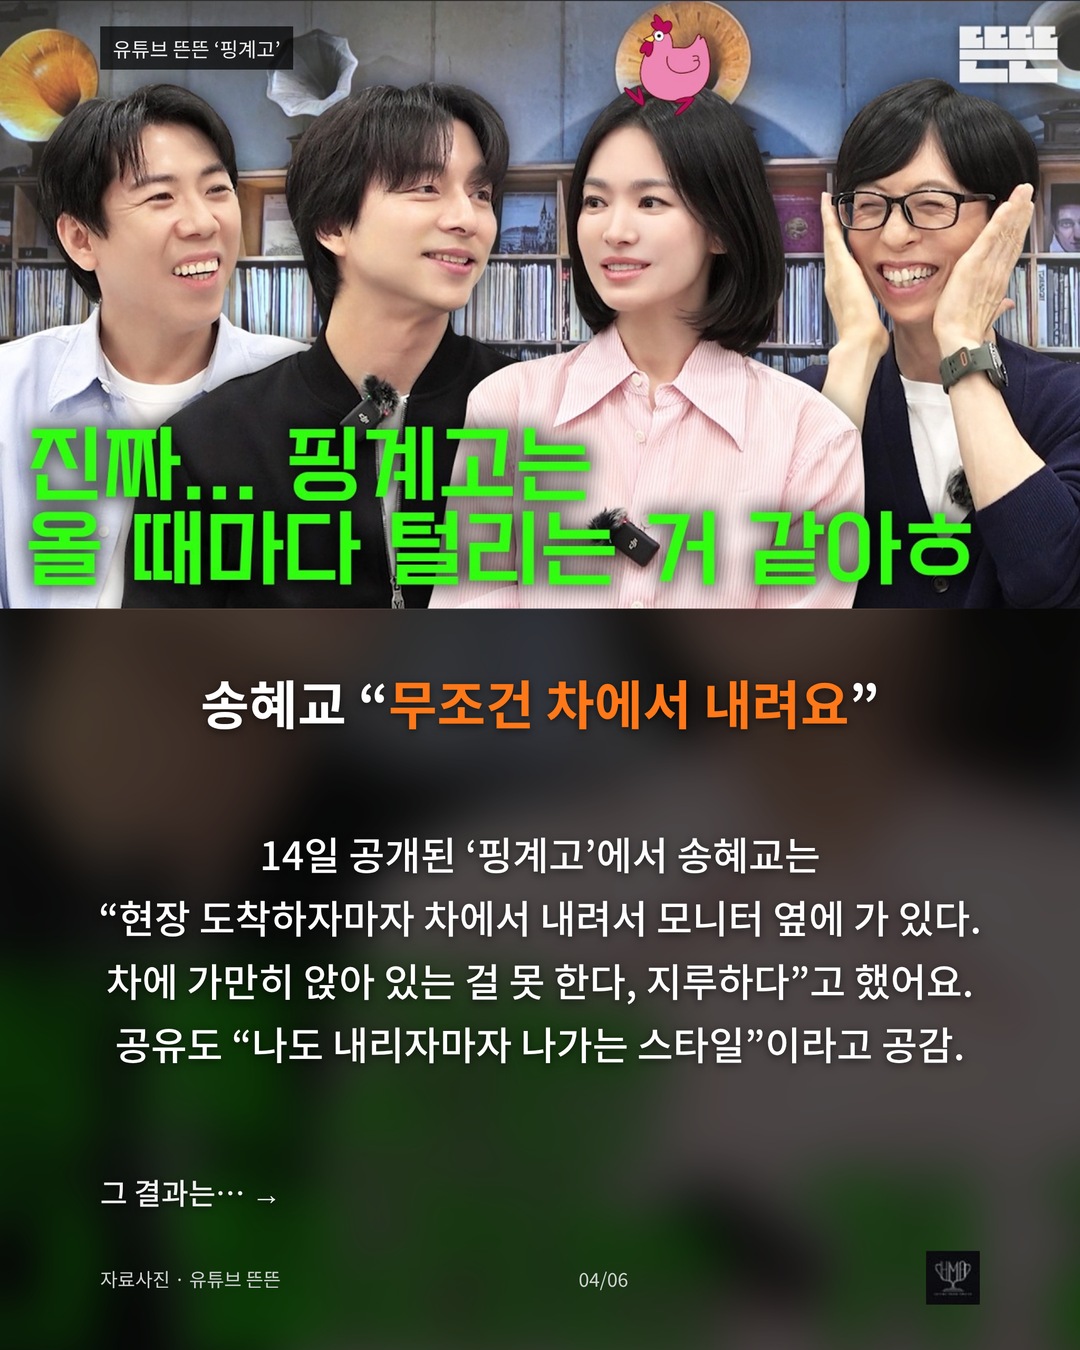 유튜브 뜬뜬 ‘핑계고’
뜬뜬
진짜... 핑계고는
올 때마다 털리는 거 같아ㅎ
송혜교 “무조건 차에서 내려요”
14일 공개된 ‘핑계고’에서 송혜교는
“현장 도착하자마자 차에서 내려서 모니터 옆에 가 있다.
차에 가만히 앉아 있는 걸 못 한다, 지루하다”고 했어요.
공유도 “나도 내리자마자 나가는 스타일”이라고 공감.
그 결과는… →
자료사진 · 유튜브 뜬뜬
04/06